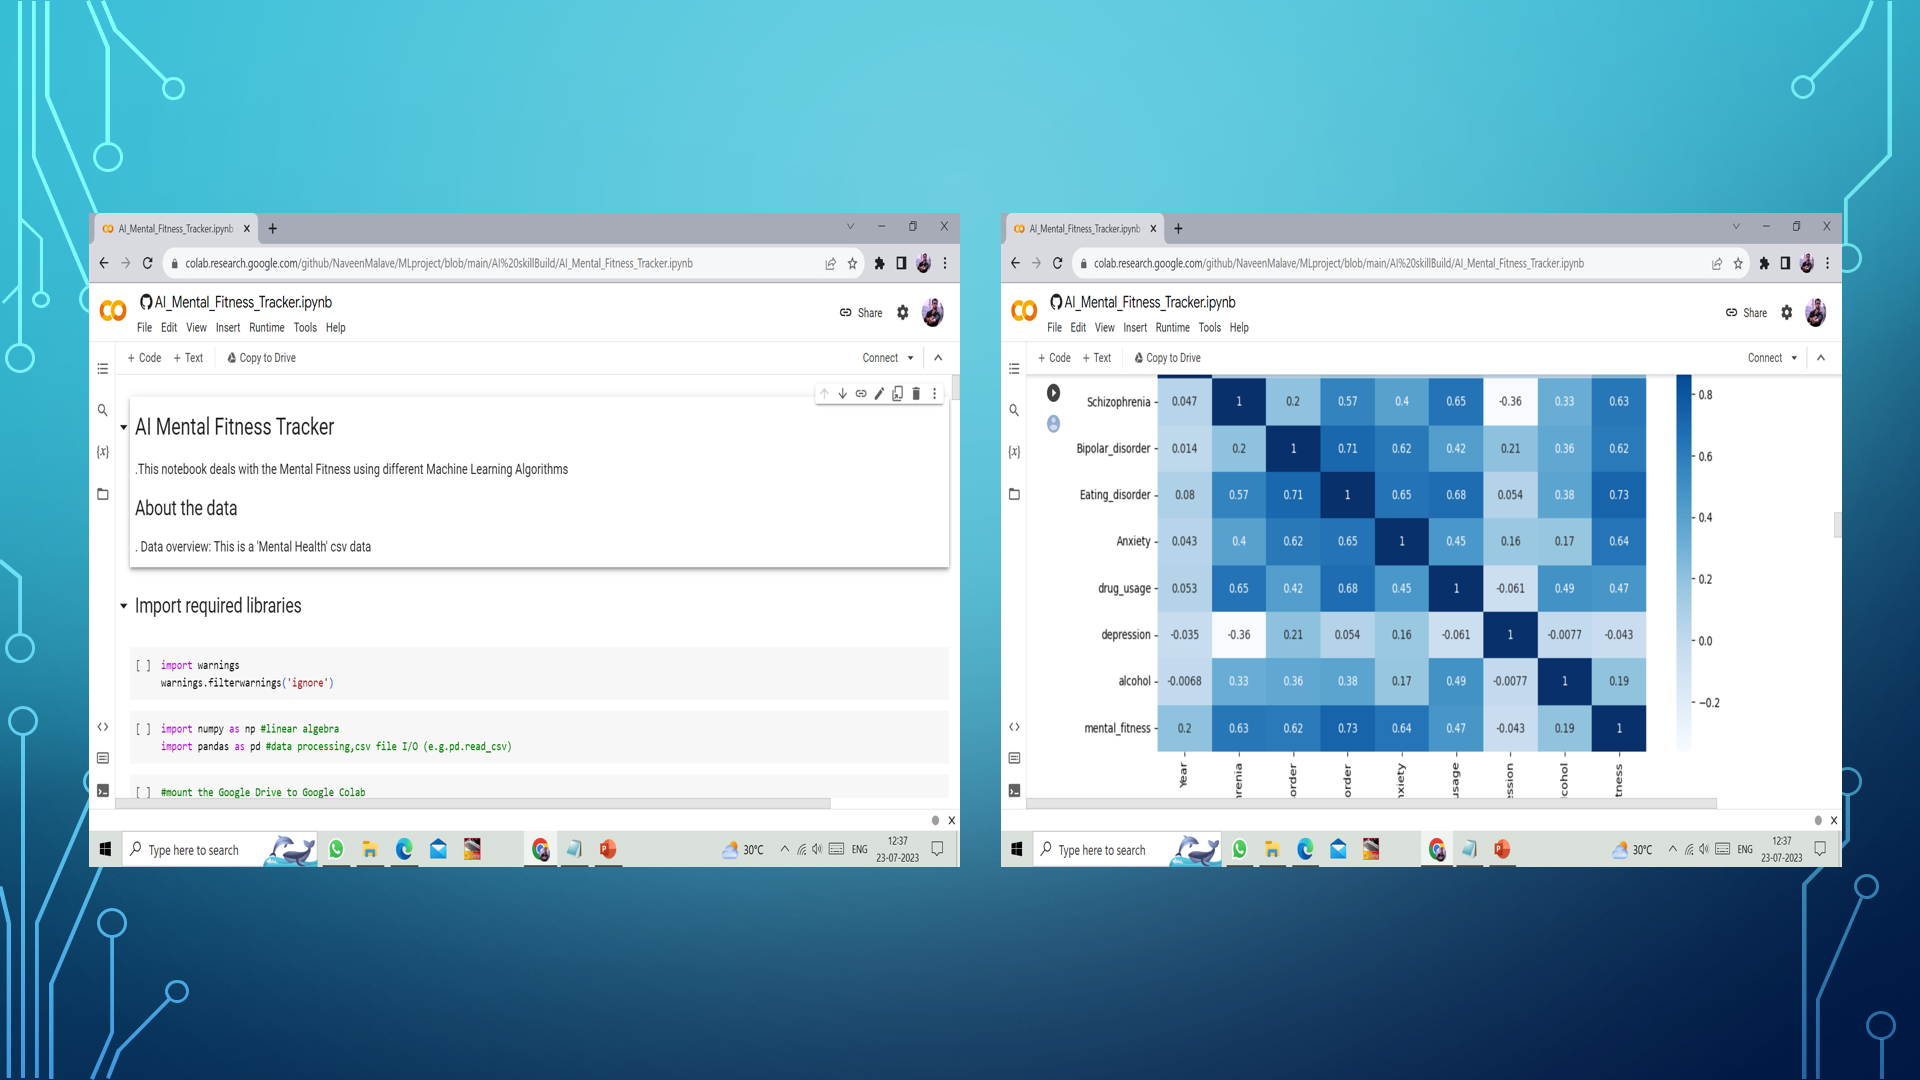 AI_Mental_Fitness_Tracker.ipynb
colab.research.google.com/github/NaveenMalave/MLproject/blob/main/AI%20skillBuild/AI_Mental_Fitness_Tracker.ipynb
AI_Mental_Fitness_Tracker.ipynb
Share
File Edit View Insert Runtime Tools Help
+ Code + Text Copy to Drive Connect
AI Mental Fitness Tracker
.This notebook deals with the Mental Fitness using different Machine Learning Algorithms
About the data
. Data overview: This is a 'Mental Health' csv data
Import required libraries
[ ] import warnings
warnings.filterwarnings('ignore')
[ ] import numpy as np #linear algebra
import pandas as pd #data processing,csv file I/O (e.g.pd.read_csv)
[ ] #mount the Google Drive to Google Colab
Type here to search
30°C
ENG
12:37
23-07-2023
AI_Mental_Fitness_Tracker.ipynb
colab.research.google.com/github/NaveenMalave/MLproject/blob/main/AI%20skillBuild/AI_Mental_Fitness_Tracker.ipynb
AI_Mental_Fitness_Tracker.ipynb
Share
File Edit View Insert Runtime Tools Help
+ Code + Text Copy to Drive Connect
Schizophrenia 0.047 1 0.2 0.57 0.4 0.65 -0.36 0.33 0.63
Bipolar_disorder 0.014 0.2 1 0.71 0.62 0.42 0.21 0.36 0.62
Eating_disorder 0.08 0.57 0.71 1 0.65 0.68 0.054 0.38 0.73
Anxiety 0.043 0.4 0.62 0.65 1 0.45 0.16 0.17 0.64
drug_usage 0.053 0.65 0.42 0.68 0.45 1 -0.061 0.49 0.47
depression -0.035 -0.36 0.21 0.054 0.16 -0.061 1 -0.0077 -0.043
alcohol -0.0068 0.33 0.36 0.38 0.17 0.49 -0.0077 1 0.19
mental_fitness 0.2 0.63 0.62 0.73 0.64 0.47 -0.043 0.19 1
0.8
0.6
0.4
0.2
0.0
-0.2
Year renia order order nxiety usage ession cohol tness
Type here to search
30°C
ENG
12:37
23-07-2023